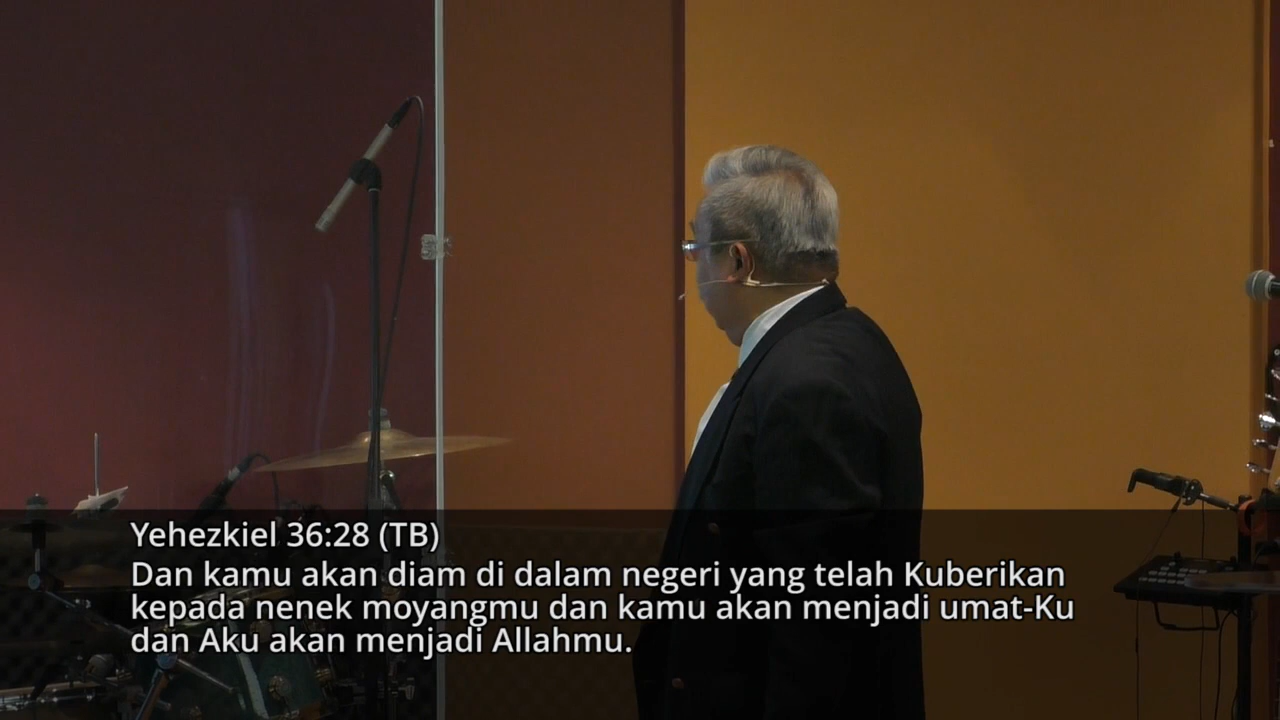 Yehezkiel 36:28 (TB)
Dan kamu akan diam di dalam negeri yang telah Kuberikan
kepada nenek moyangmu dan kamu akan menjadi umat-Ku
dan Aku akan menjadi Allahmu.